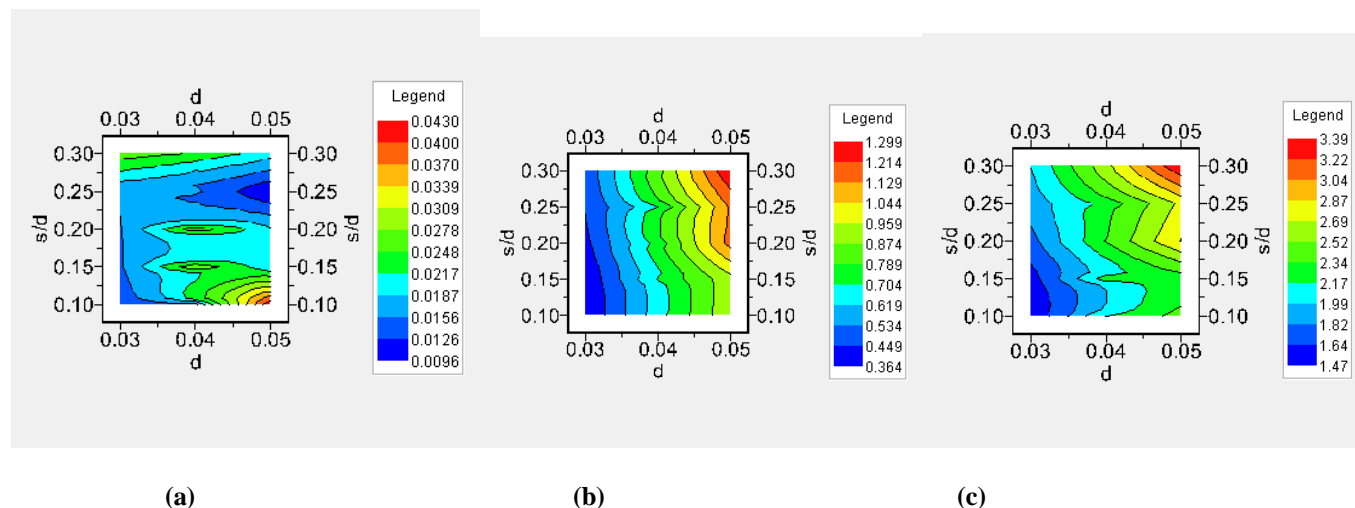 d
0.03 0.04 0.05
0.30 0.30
0.25 0.25
s/d s/d
0.20 0.20
0.15 0.15
0.10 0.10
0.03 0.04 0.05
d
Legend
0.0430
0.0400
0.0370
0.0339
0.0309
0.0278
0.0248
0.0217
0.0187
0.0156
0.0126
0.0096
d
0.03 0.04 0.05
0.30 0.30
0.25 0.25
s/d s/d
0.20 0.20
0.15 0.15
0.10 0.10
0.03 0.04 0.05
d
Legend
1.299
1.214
1.129
1.044
0.959
0.874
0.789
0.704
0.619
0.534
0.449
0.364
d
0.03 0.04 0.05
0.30 0.30
0.25 0.25
s/d s/d
0.20 0.20
0.15 0.15
0.10 0.10
0.03 0.04 0.05
d
Legend
3.39
3.22
3.04
2.87
2.69
2.52
2.34
2.17
1.99
1.82
1.64
1.47
(a) (b) (c)